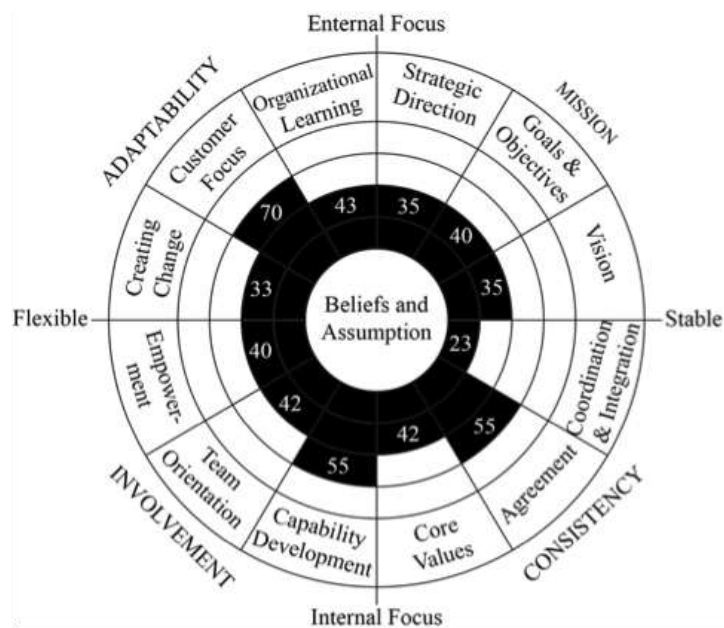 Enternal Focus
ADAPTABILITY
MISSION
Organizational
Learning
Strategic
Direction
Customer
Focus
Goals &
Objectives
Creating
Change
Vision
70
43
35
40
33
35
Flexible
Beliefs and
Assumption
Stable
40
23
42
55
55
42
Empower-
ment
Coordination
& Integration
Team
Orientation
Agreement
Capability
Development
Core
Values
INVOLVEMENT
CONSISTENCY
Internal Focus